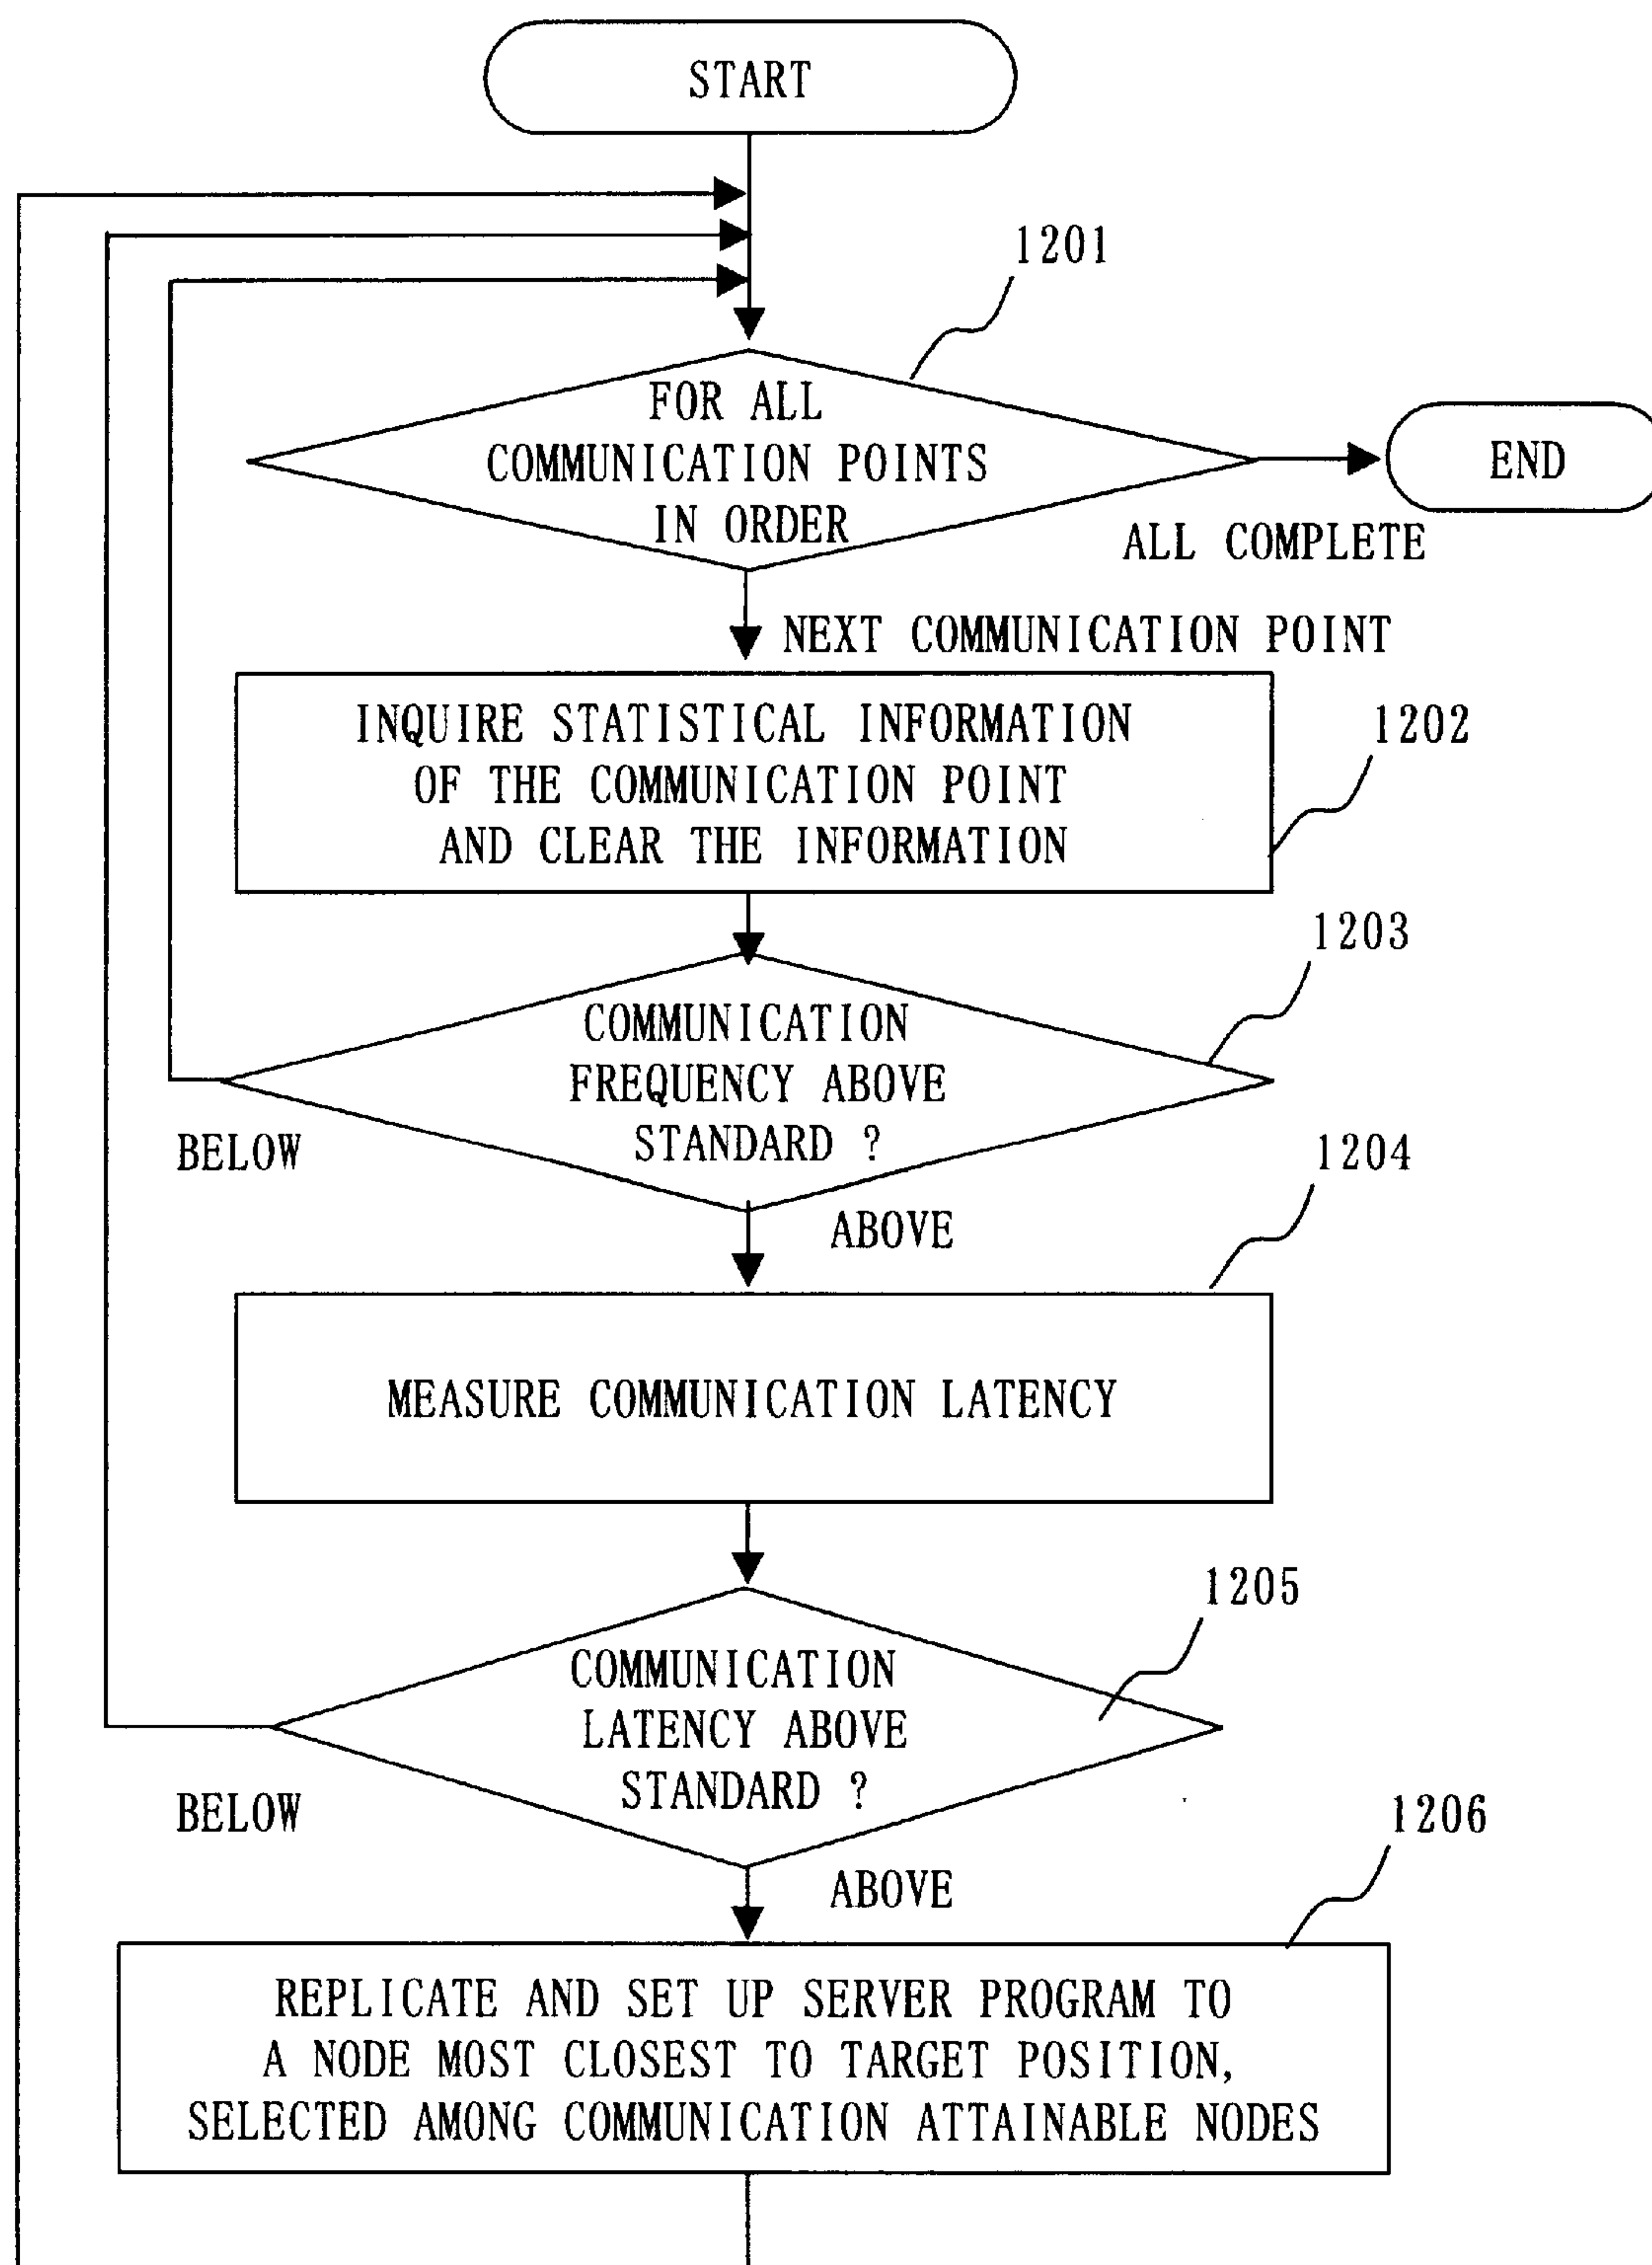 START
1201
FOR ALL
COMMUNICATION POINTS
IN ORDER
END
ALL COMPLETE
NEXT COMMUNICATION POINT
INQUIRE STATISTICAL INFORMATION
OF THE COMMUNICATION POINT
AND CLEAR THE INFORMATION
1202
1203
COMMUNICATION
FREQUENCY ABOVE
STANDARD ?
BELOW
ABOVE
1204
MEASURE COMMUNICATION LATENCY
1205
COMMUNICATION
LATENCY ABOVE
STANDARD ?
BELOW
ABOVE
1206
REPLICATE AND SET UP SERVER PROGRAM TO
A NODE MOST CLOSEST TO TARGET POSITION,
SELECTED AMONG COMMUNICATION ATTAINABLE NODES